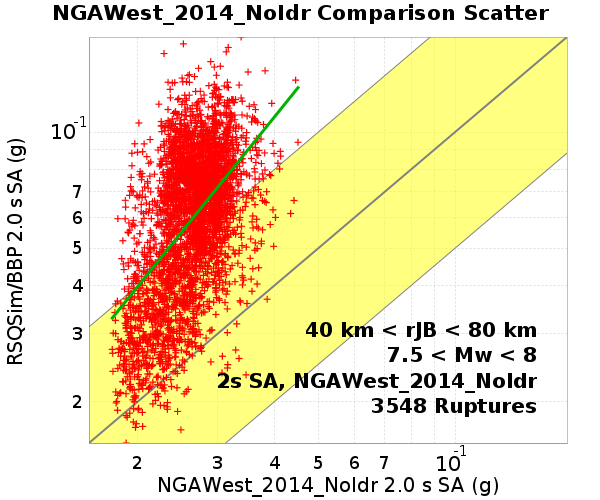 NGAWest_2014_NoIdr Comparison Scatter
RSQSim/BBP 2.0 s SA (g)
10⁻¹
7
6
5
4
3
2
40 km < rJB < 80 km
7.5 < Mw < 8
2s SA, NGAWest_2014_NoIdr
3548 Ruptures
2 3 4 5 6 7 10⁻¹
NGAWest_2014_NoIdr 2.0 s SA (g)